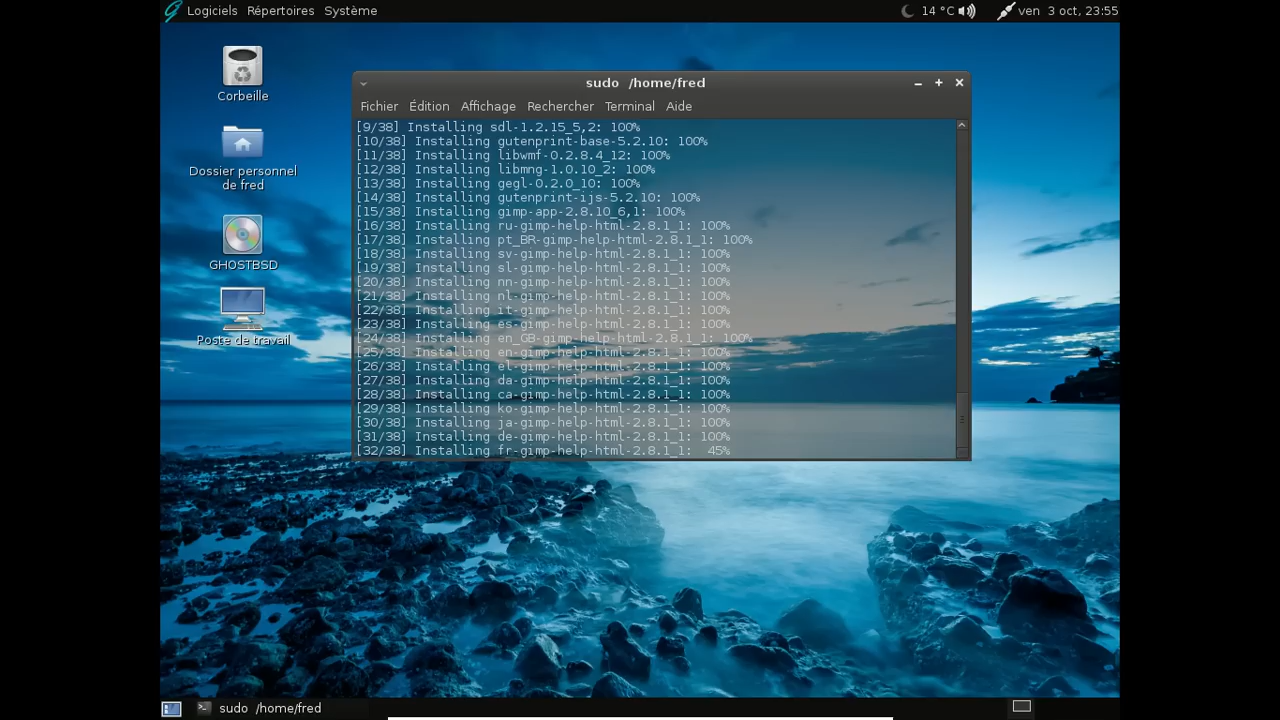 Logiciels Répertoires Système
14 °C
ven 3 oct, 23:55
Corbeille
Dossier personnel
de fred
GHOSTBSD
Poste de travail
sudo /home/fred
Fichier Édition Affichage Rechercher Terminal Aide
[9/38] Installing sdl-1.2.15_5,2: 100%
[10/38] Installing gutenprint-base-5.2.10: 100%
[11/38] Installing libwmf-0.2.8.4_12: 100%
[12/38] Installing libmng-1.0.10_2: 100%
[13/38] Installing gegl-0.2.0_10: 100%
[14/38] Installing gutenprint-ijs-5.2.10: 100%
[15/38] Installing gimp-app-2.8.10_6,1: 100%
[16/38] Installing ru-gimp-help-html-2.8.1_1: 100%
[17/38] Installing pt_BR-gimp-help-html-2.8.1_1: 100%
[18/38] Installing sv-gimp-help-html-2.8.1_1: 100%
[19/38] Installing sl-gimp-help-html-2.8.1_1: 100%
[20/38] Installing nn-gimp-help-html-2.8.1_1: 100%
[21/38] Installing nl-gimp-help-html-2.8.1_1: 100%
[22/38] Installing it-gimp-help-html-2.8.1_1: 100%
[23/38] Installing es-gimp-help-html-2.8.1_1: 100%
[24/38] Installing en_GB-gimp-help-html-2.8.1_1: 100%
[25/38] Installing en-gimp-help-html-2.8.1_1: 100%
[26/38] Installing el-gimp-help-html-2.8.1_1: 100%
[27/38] Installing da-gimp-help-html-2.8.1_1: 100%
[28/38] Installing ca-gimp-help-html-2.8.1_1: 100%
[29/38] Installing ko-gimp-help-html-2.8.1_1: 100%
[30/38] Installing ja-gimp-help-html-2.8.1_1: 100%
[31/38] Installing de-gimp-help-html-2.8.1_1: 100%
[32/38] Installing fr-gimp-help-html-2.8.1_1: 45%
sudo /home/fred